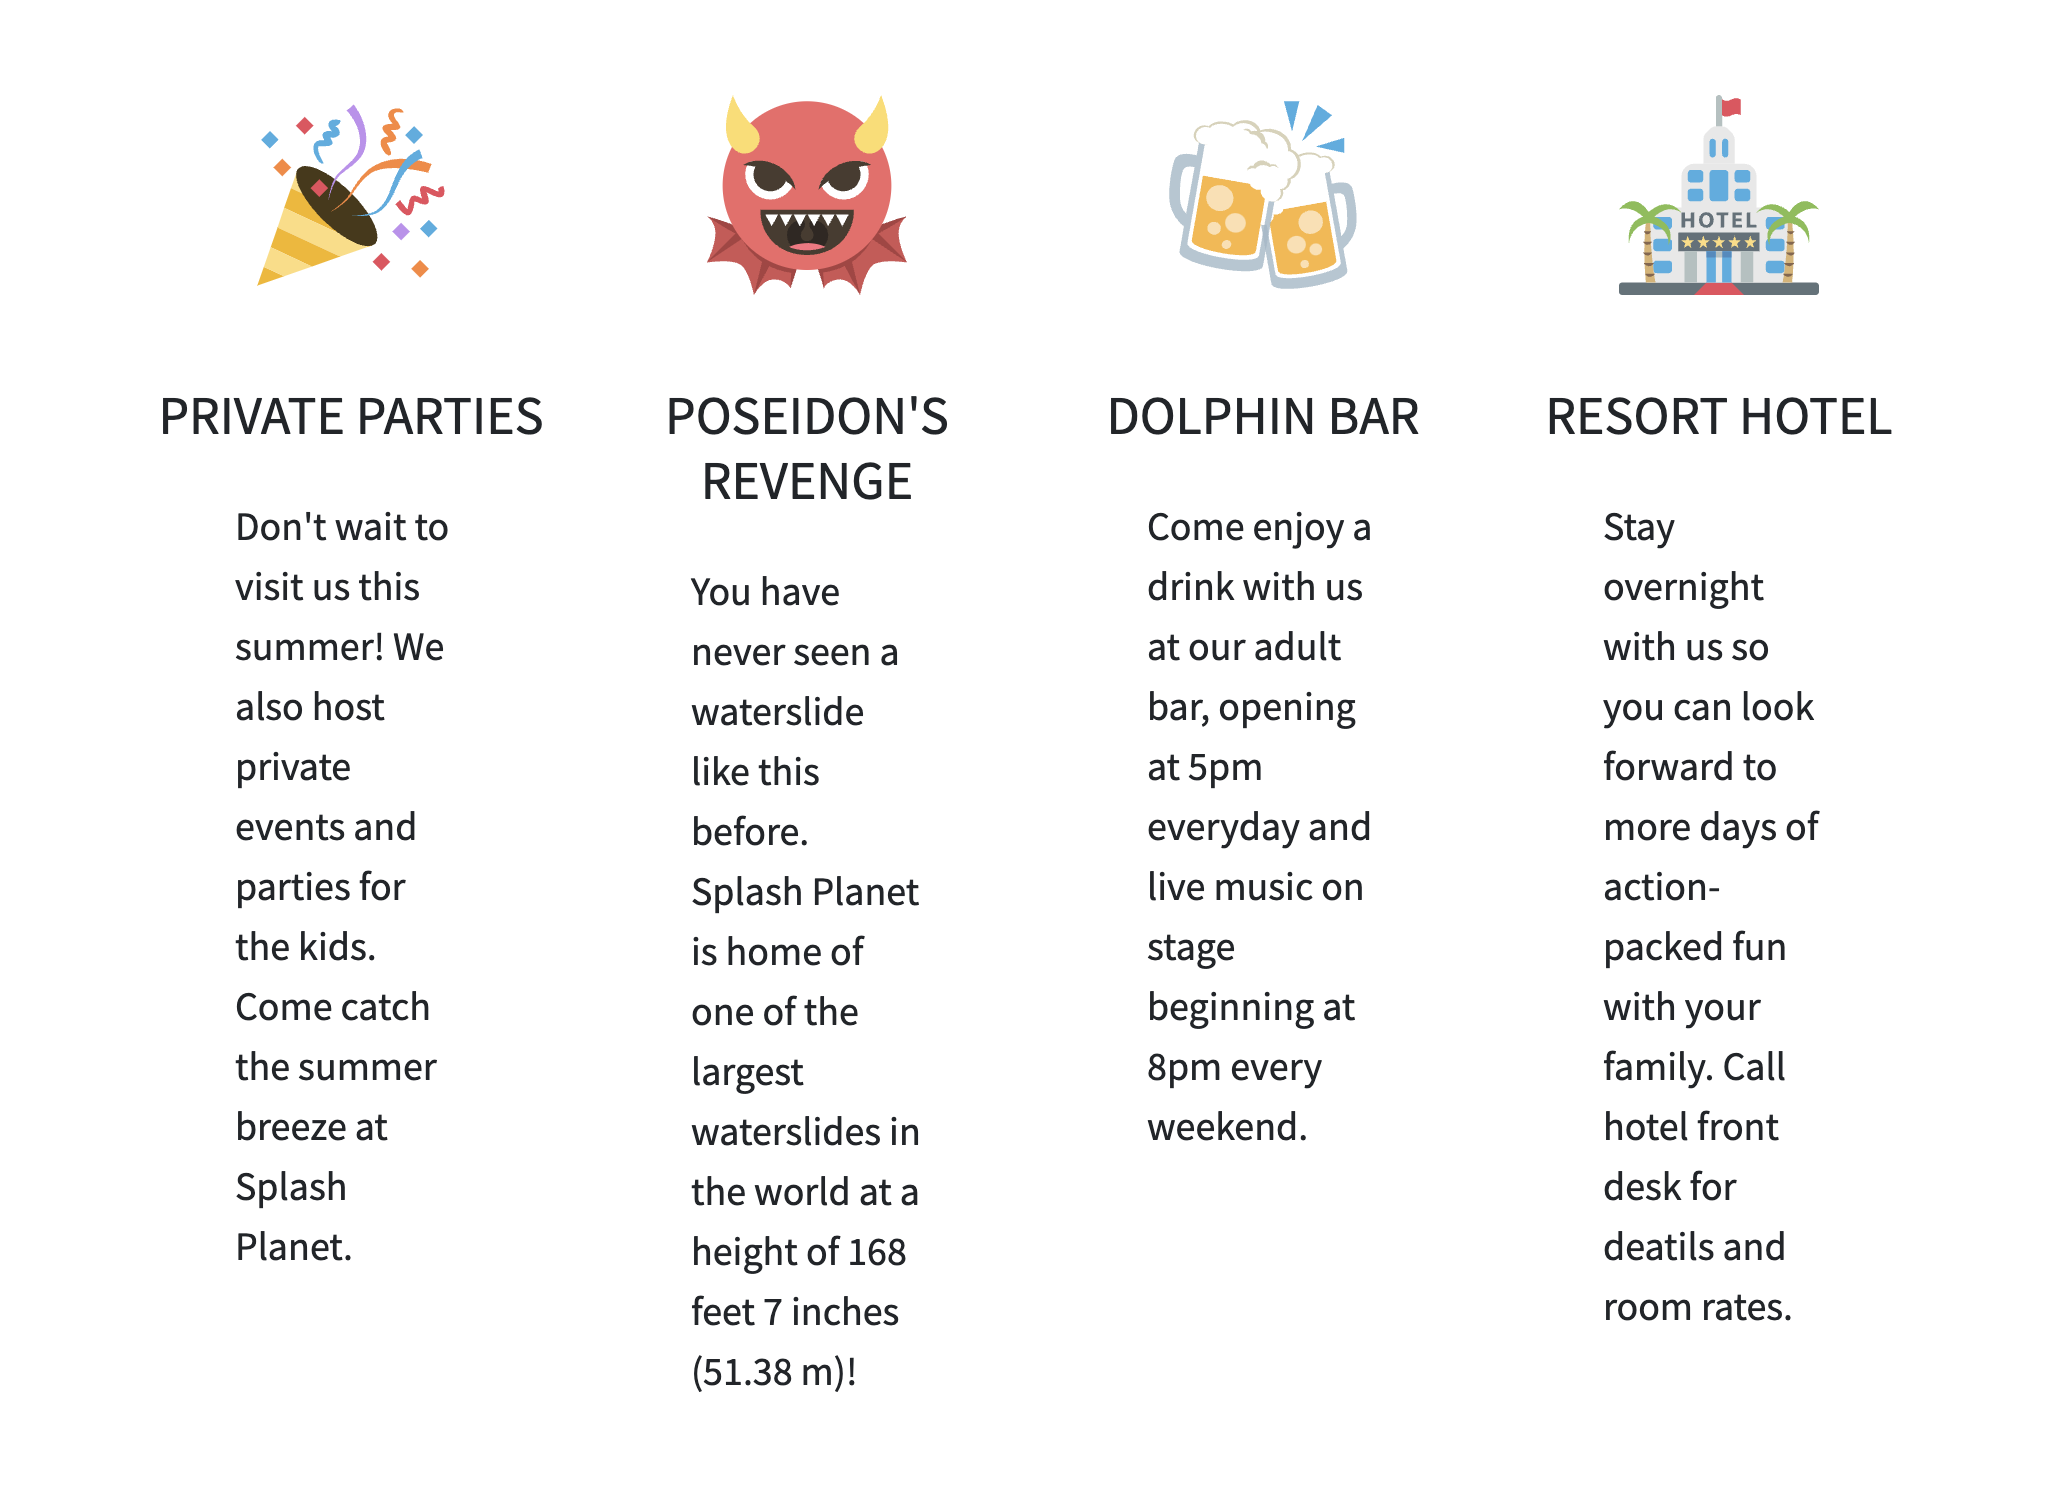 HOTEL
PRIVATE PARTIES
Don't wait to
visit us this
summer! We
also host
private
events and
parties for
the kids.
Come catch
the summer
breeze at
Splash
Planet.
POSEIDON'S
REVENGE
You have
never seen a
waterslide
like this
before.
Splash Planet
is home of
one of the
largest
waterslides in
the world at a
height of 168
feet 7 inches
(51.38 m)!
DOLPHIN BAR
Come enjoy a
drink with us
at our adult
bar, opening
at 5pm
everyday and
live music on
stage
beginning at
8pm every
weekend.
RESORT HOTEL
Stay
overnight
with us so
you can look
forward to
more days of
action-
packed fun
with your
family. Call
hotel front
desk for
deatils and
room rates.